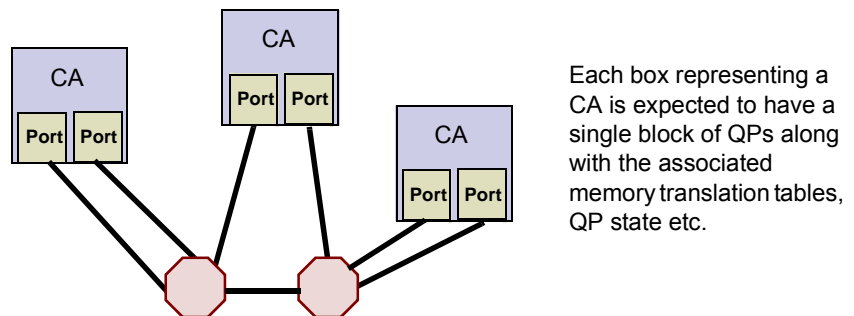 CA
Port Port
CA
Port Port
CA
Port Port
Each box representing a
CA is expected to have a
single block of QPs along
with the associated
memory translation tables,
QP state etc.